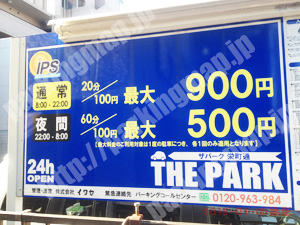 IPS
通常
8:00-22:00
20分/100円 最大 900円
夜間
22:00-8:00
60分/100円 最大 500円
【最大料金のご利用対象は1度の駐車につき、各1回のみ適用となります】
24h
OPEN
ザパーク 栄町通
THE PARK
管理・運営 株式会社 イワサ
緊急連絡先 パーキングコールセンター
0120-963-984